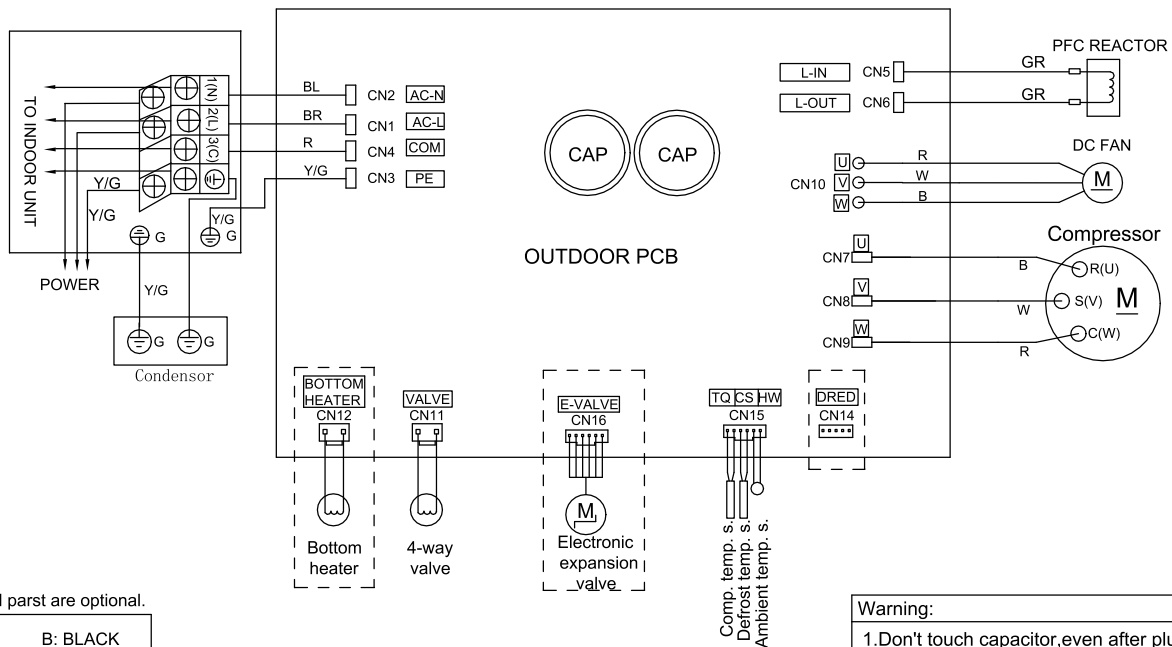 TO INDOOR UNIT
1(N)
2(L)
3(C)
Y/G
Y/G
POWER
G
Y/G
G
Y/G
G
G
Condensor
BL
CN2
AC-N
BR
CN1
AC-L
R
CN4
COM
Y/G
CN3
PE
CAP
CAP
OUTDOOR PCB
L-IN
CN5
GR
L-OUT
CN6
GR
PFC REACTOR
DC FAN
CN10
U
R
V
W
W
B
M
Compressor
U
CN7
B
R(U)
V
CN8
W
S(V)
M
W
CN9
R
C(W)
BOTTOM
HEATER
CN12
Bottom
heater
VALVE
CN11
4-way
valve
E-VALVE
CN16
M
Electronic
expansion
valve
TQ CS HW
CN15
Comp. temp. s.
Defrost temp. s.
Ambient temp. s.
DRED
CN14
parst are optional.
B: BLACK
Warning:
1.Don't touch capacitor,even after